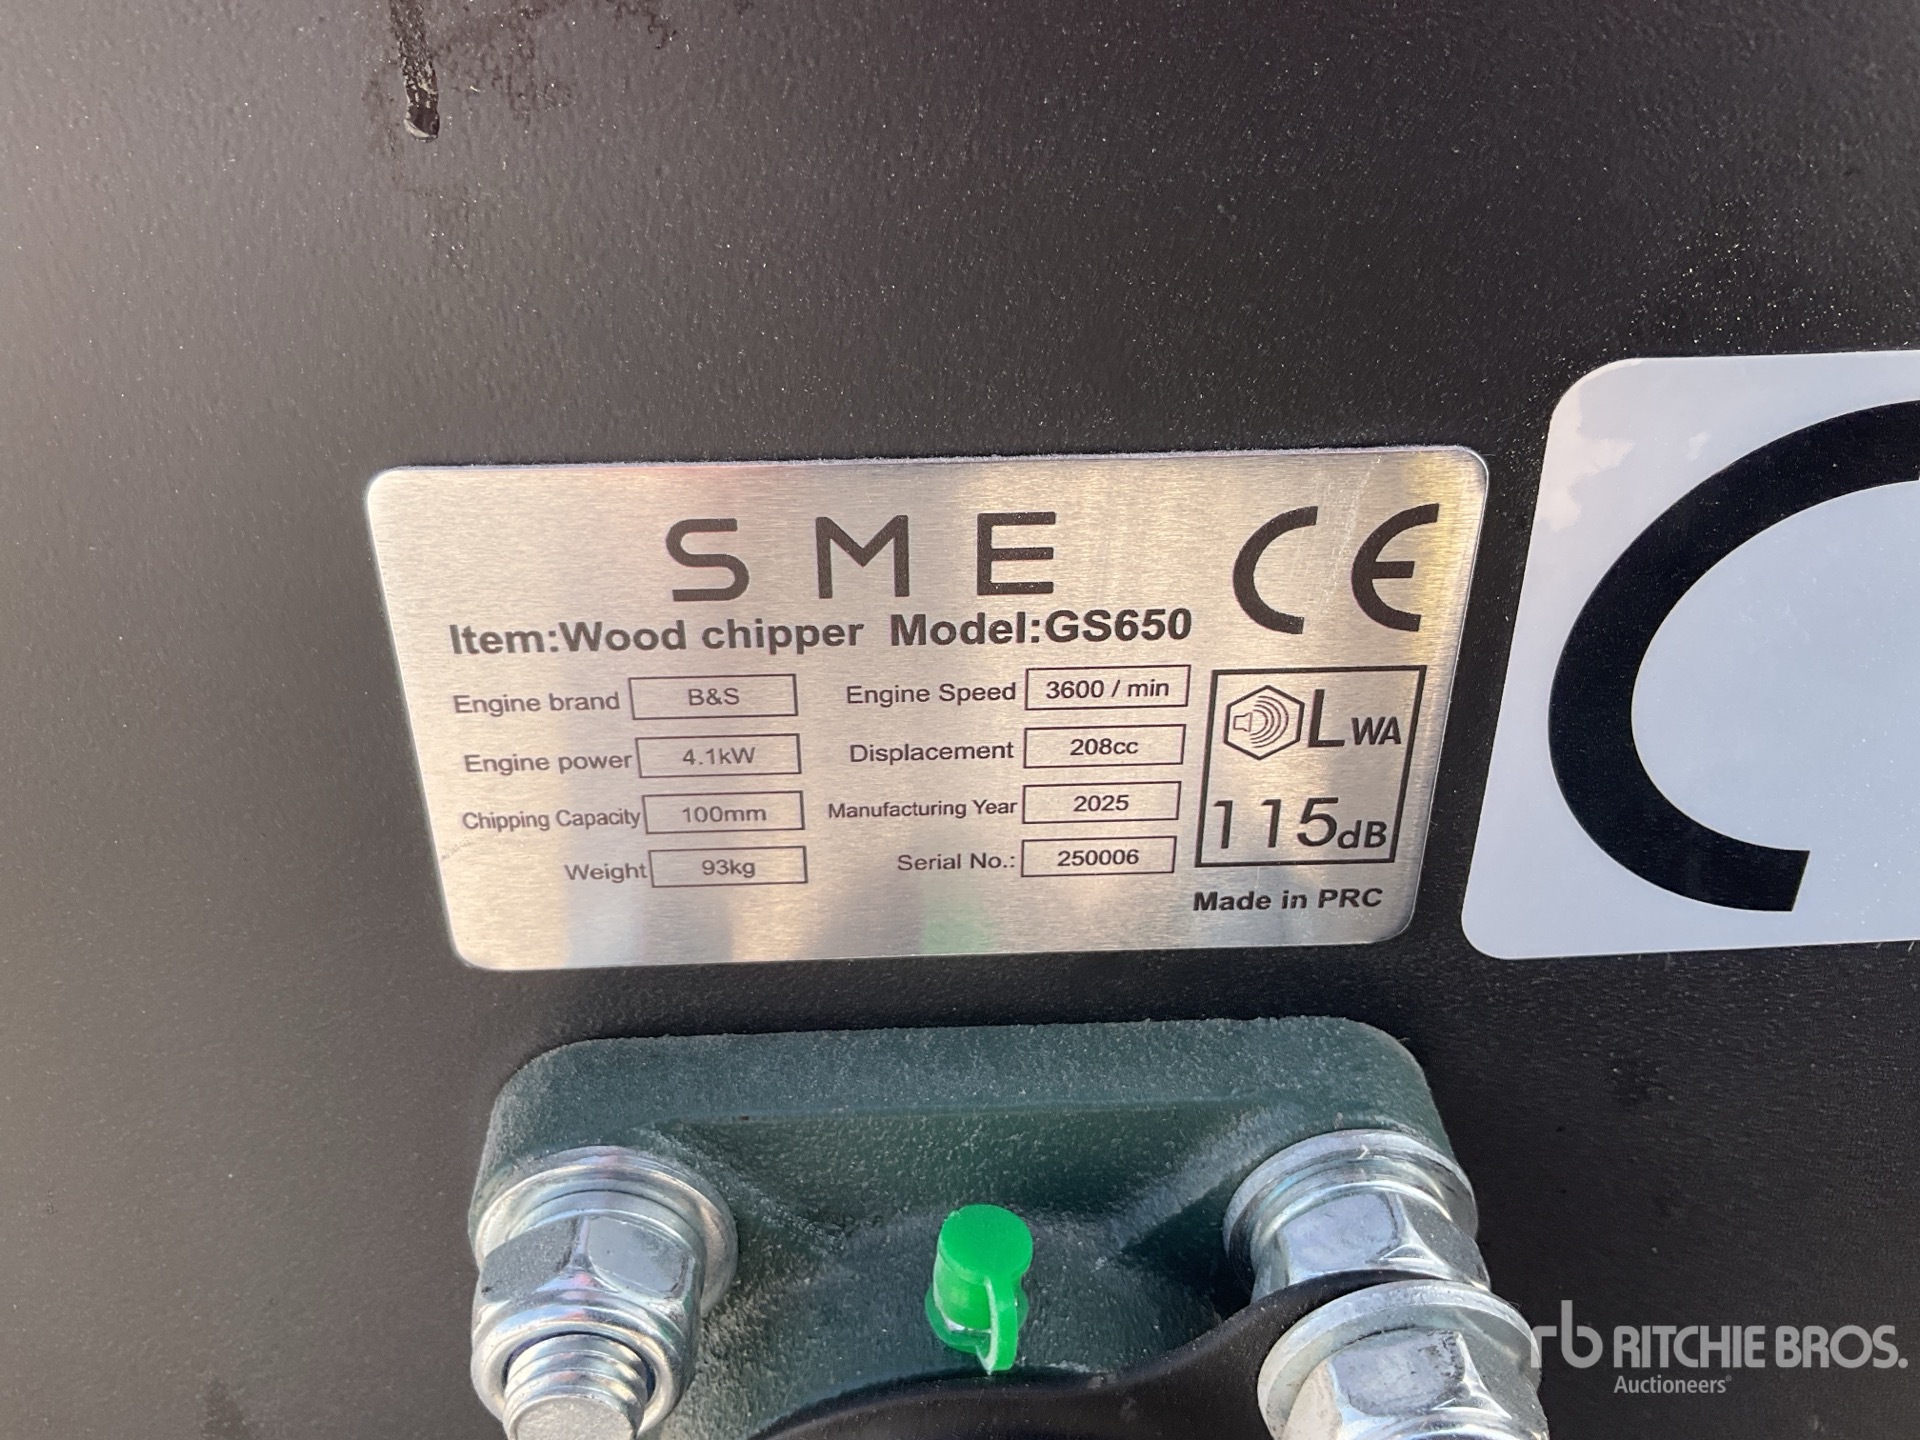 SME CE
Item:Wood chipper Model:GS650
Engine brand B&S Engine Speed 3600 / min
Engine power 4.1kW Displacement 208cc
Chipping Capacity 100mm Manufacturing Year 2025
Weight 93kg Serial No.: 250006
LWA
115dB
Made in PRC
C
rb RITCHIE BROS.
Auctioneers